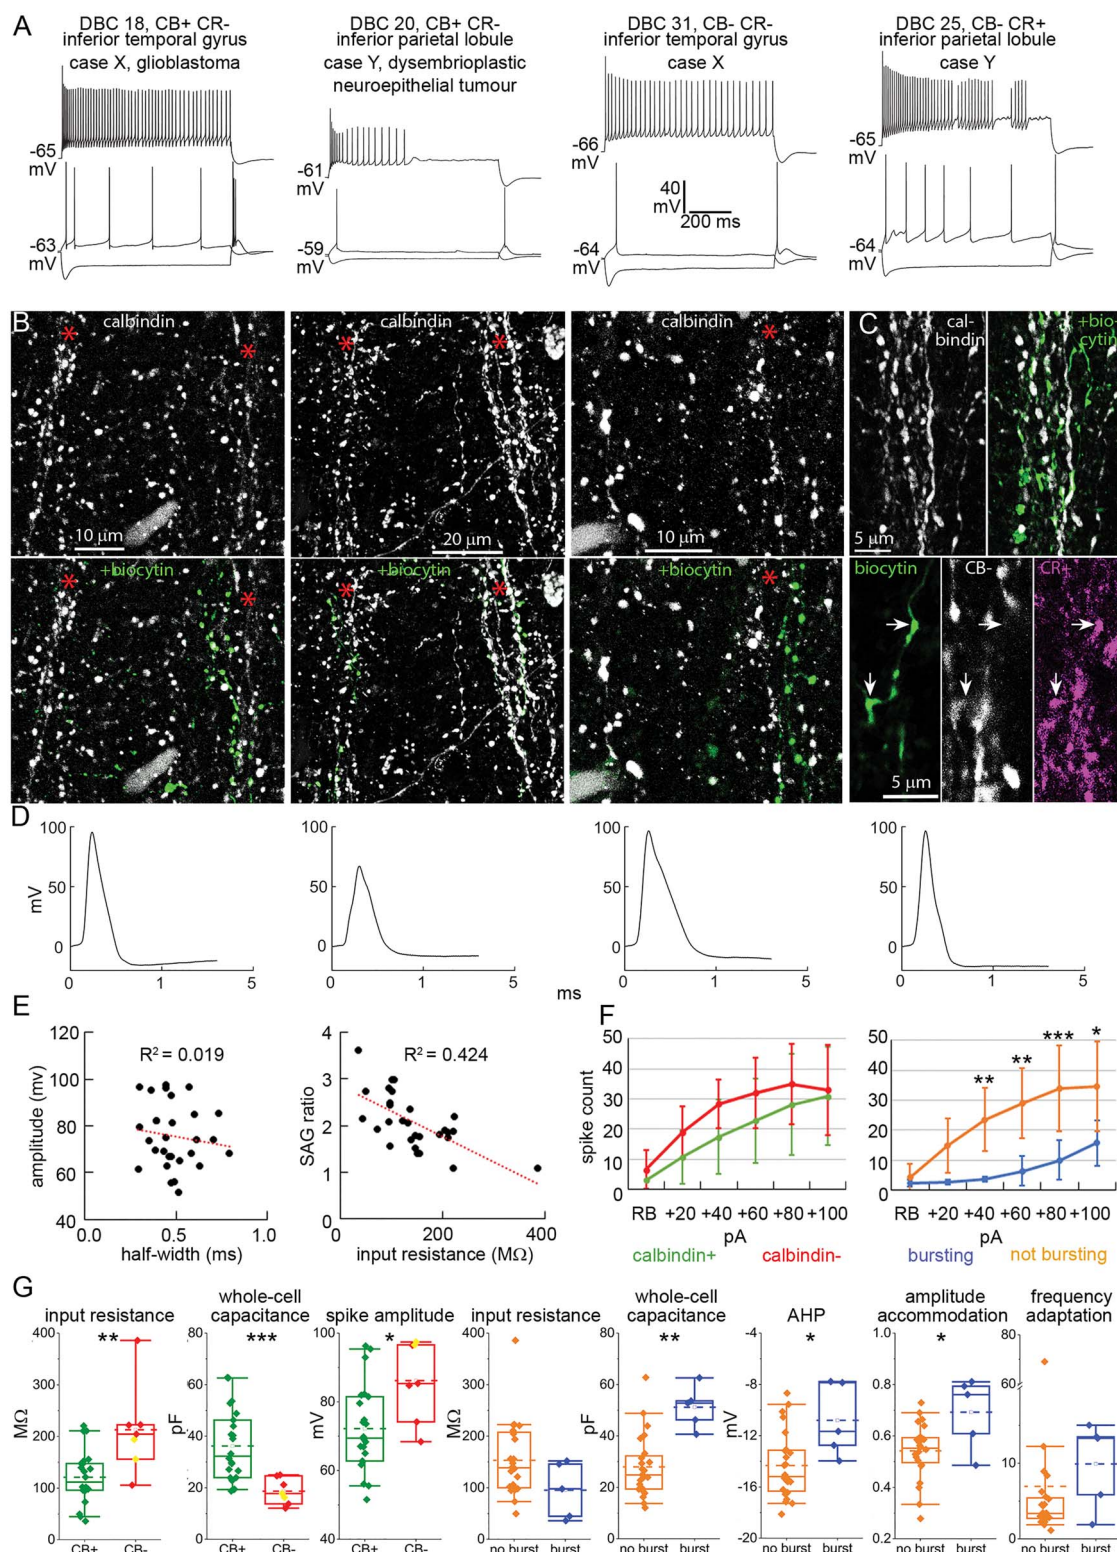 A
DBC 18, CB+ CR-
inferior temporal gyrus
case X, glioblastoma
DBC 20, CB+ CR-
inferior parietal lobule
case Y, dysembrioplastic
neuroepithelial tumour
DBC 31, CB- CR-
inferior temporal gyrus
case X
DBC 25, CB- CR+
inferior parietal lobule
case Y
-65
mV
-61
mV
-66
mV
-65
mV
40
mV
200 ms
-63
mV
-59
mV
-64
mV
-64
mV
B
calbindin
*
*
10 µm
calbindin
*
*
20 µm
calbindin
*
10 µm
C
cal-
bindin
+bio-
cytin
5 µm
+biocytin
*
*
*
*
+biocytin
*
biocytin
CB-
CR+
5 µm
D
mV
100
50
0
0
1
5
100
50
0
0
1
5
100
50
0
0
1
5
100
50
0
0
1
5
ms
E
amplitude (mv)
120
100
80
60
40
R² = 0.019
0.0
0.5
1.0
half-width (ms)
SAG ratio
4
3
2
1
0
R² = 0.424
0
200
400
input resistance (MΩ)
F
spike count
50
40
30
20
10
0
RB +20 +40 +60 +80 +100
pA
calbindin+
calbindin-
50
40
30
20
10
0
**
**
***
*
RB +20 +40 +60 +80 +100
pA
bursting
not bursting
G
input resistance
**
MΩ
400
300
200
100
0
CB+
CB-
whole-cell
capacitance
***
pF
80
60
40
20
0
CB+
CB-
spike amplitude
*
mV
100
80
60
40
CB+
CB-
input resistance
MΩ
400
300
200
100
0
no burst
burst
whole-cell
capacitance
**
pF
80
60
40
20
0
no burst
burst
AHP
*
mV
-4
-8
-12
-16
-20
no burst
burst
amplitude
accommodation
*
1.0
0.8
0.6
0.4
0.2
no burst
burst
frequency
adaptation
80
60
10
0
no burst
burst